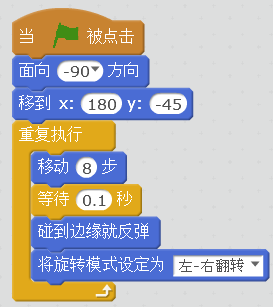 当 被点击
面向 -90 方向
移到 x: 180 y: -45
重复执行
移动 8 步
等待 0.1 秒
碰到边缘就反弹
将旋转模式设定为 左-右翻转